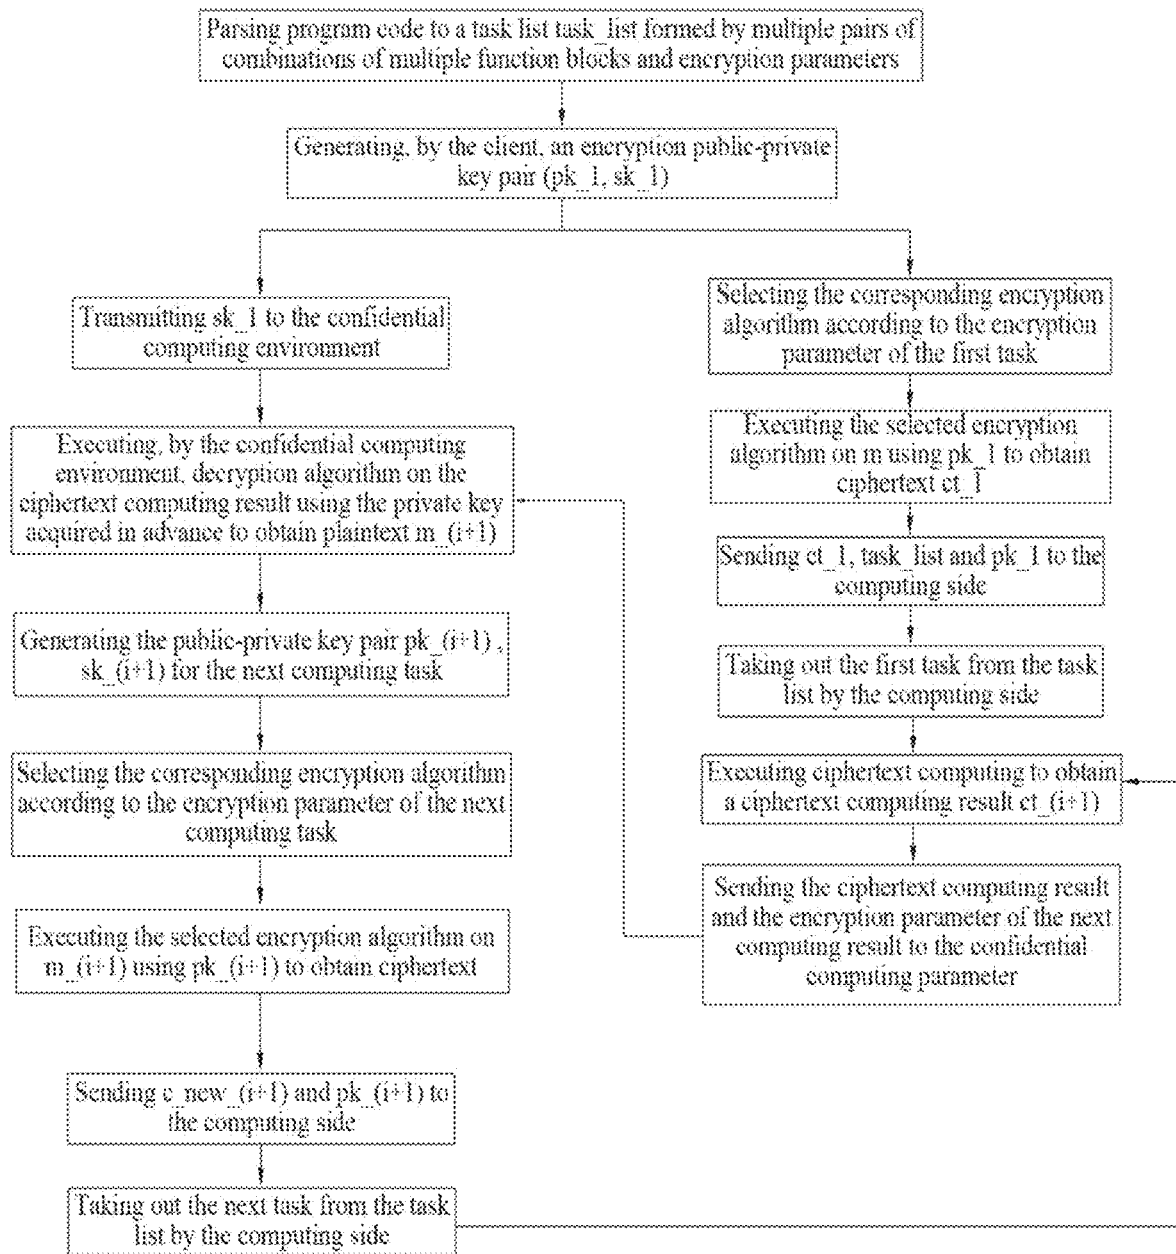 Parsing program code to a task list task_list formed by multiple pairs of
combinations of multiple function blocks and encryption parameters
Generating, by the client, an encryption public-private
key pair (pk_1, sk_1)
Transmitting sk_1 to the confidential
computing environment
Executing, by the confidential computing
environment, decryption algorithm on the
ciphertext computing result using the private key
acquired in advance to obtain plaintext m_(i+1)
Generating the public-private key pair pk_(i+1) ,
sk_(i+1) for the next computing task
Selecting the corresponding encryption algorithm
according to the encryption parameter of the next
computing task
Executing the selected encryption algorithm on
m_(i+1) using pk_(i+1) to obtain ciphertext
Sending c_new_(i+1) and pk_(i+1) to
the computing side
Taking out the next task from the task
list by the computing side
Selecting the corresponding encryption
algorithm according to the encryption
parameter of the first task
Executing the selected encryption
algorithm on m using pk_1 to obtain
ciphertext ct_1
Sending ct_1, task_list and pk_1 to the
computing side
Taking out the first task from the task
list by the computing side
Executing ciphertext computing to obtain
a ciphertext computing result ct_(i+1)
Sending the ciphertext computing result
and the encryption parameter of the next
computing result to the confidential
computing parameter